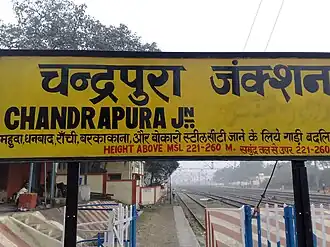 चन्द्रपुरा जंक्शन
CHANDRAPURA JN
महुवा, धनबाद, राँची, बरकाकाना, और बोकारो स्टील सीटी जाने के लिये गाड़ी बदलि
HEIGHT ABOVE MSL 221-260 M. समुंद्र तल से उपर 221-260